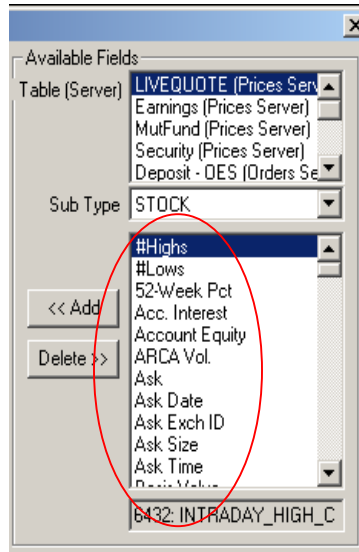 Available Fields
Table (Server)
LIVEQUOTE (Prices Serv
Earnings (Prices Server)
MutFund (Prices Server)
Security (Prices Server)
Deposit - OES (Orders Se
Sub Type
STOCK
#Highs
#Lows
52-Week Pct
Acc. Interest
Account Equity
ARCA Vol.
Ask
Ask Date
Ask Exch ID
Ask Size
Ask Time
<< Add
Delete >>
6432: INTRADAY_HIGH_C